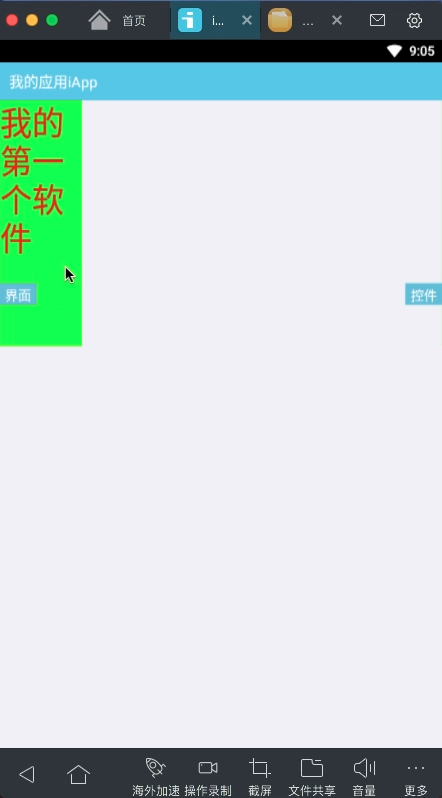 首页
i...
...
9:05
我的应用iApp
我的
第一
个软
件
界面
控件
海外加速 操作录制 截屏 文件共享 音量 更多